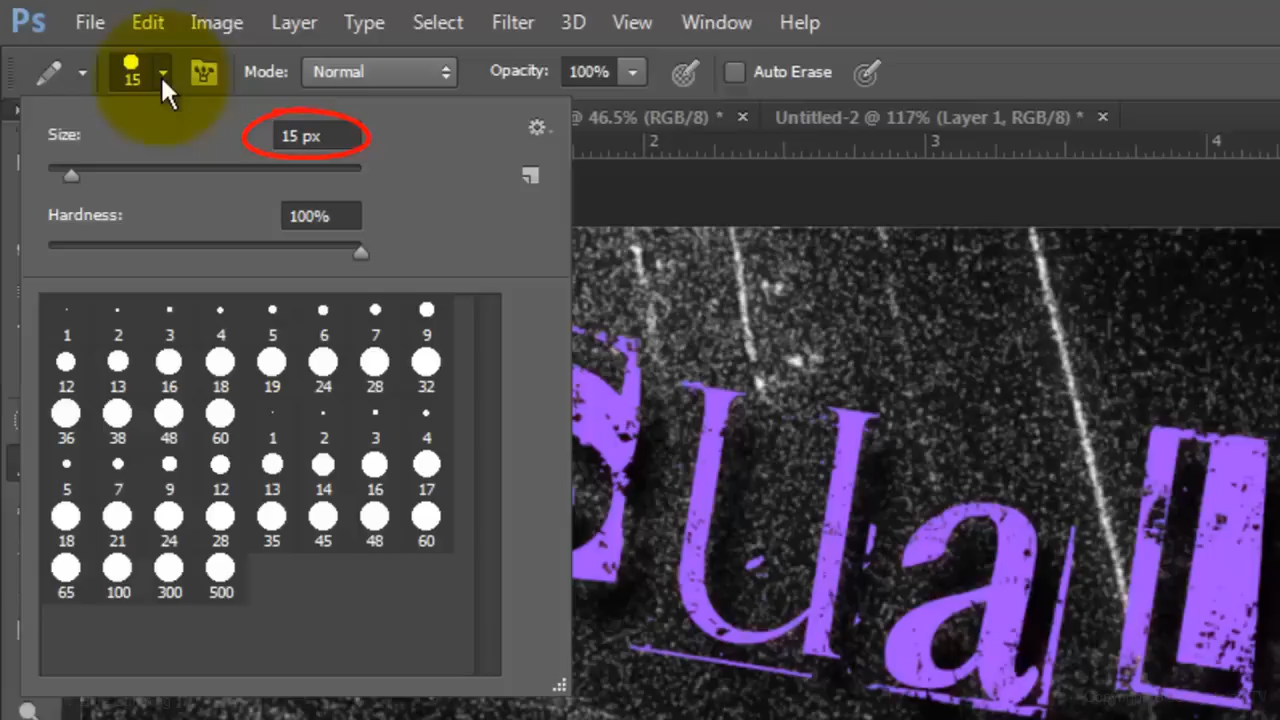 Ps File Edit Image Layer Type Select Filter 3D View Window Help
15 Mode: Normal Opacity: 100% Auto Erase
@ 46.5% (RGB/8) * × Untitled-2 @ 117% (Layer 1, RGB/8) * ×
Size: 15 px
2 3 4
Hardness: 100%
1 2 3 4 5 6 7 9
12 13 16 18 19 24 28 32
36 38 48 60 1 2 3 4
5 7 9 12 13 14 16 17
18 21 24 28 35 45 48 60
65 100 300 500
ual